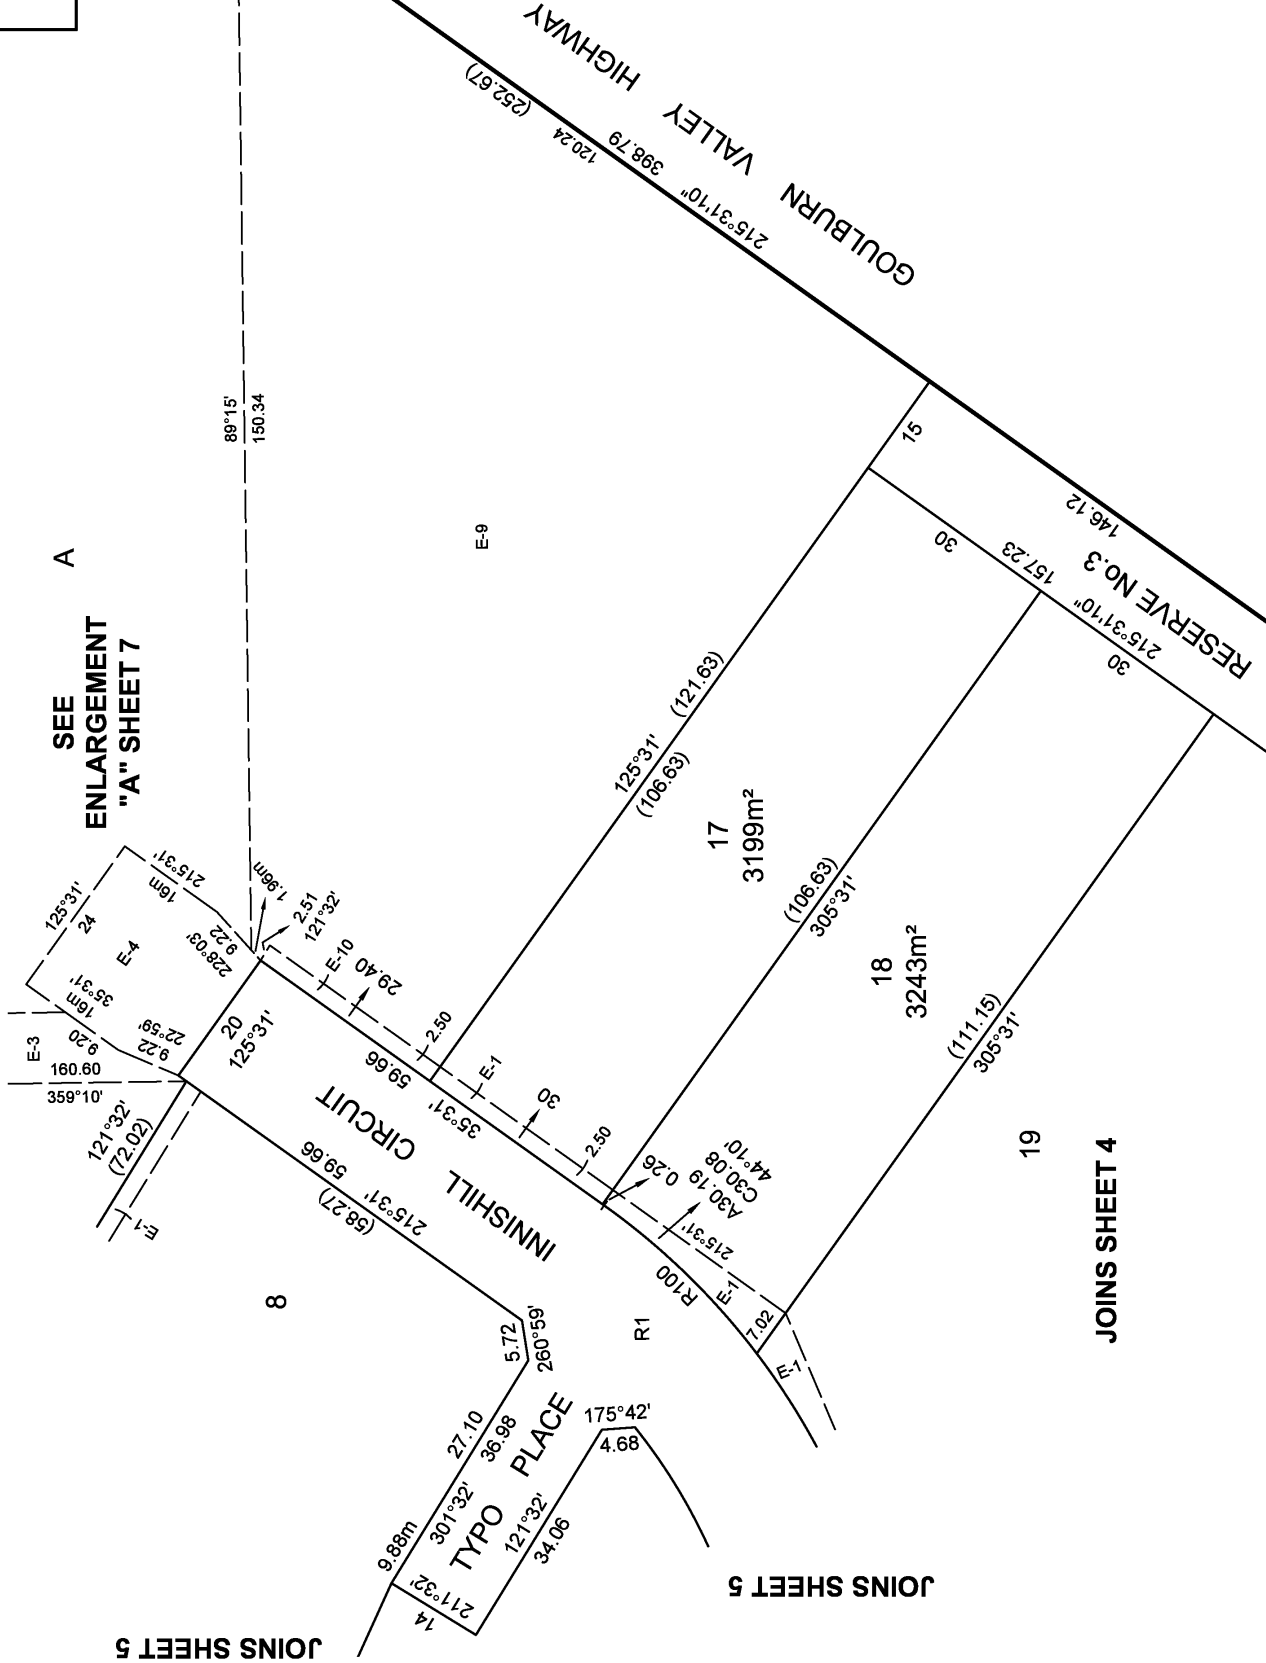 GOULBURN VALLEY HIGHWAY
(252.67)
120.24
398.79
215°31'10"
89°15'
150.34
A
SEE
ENLARGEMENT
"A" SHEET 7
E-9
15
146.12
RESERVE No.3
30
157.23
215°31'10"
30
125°31'
(121.63)
(106.63)
17
3199m²
(106.63)
305°31'
18
3243m²
(111.15)
305°31'
19
JOINS SHEET 4
125°31'
24
E-4
215°31'
16m
228°03'
9.22
35°31'
16m
9.20
22°59'
9.22
E-3
160.60
359°10'
121°32'
(72.02)
E-1
20
125°31'
1.96m
2.51
121°32'
E-10
29.40
2.50
59.66
35°31'
E-1
30
2.50
0.26
A30.19
C30.08
44°10'
215°31'
R100
E-1
7.02
E-1
INNISHILL CIRCUIT
59.66
215°31'
(58.27)
8
5.72
260°59'
R1
27.10
36.98
301°32'
9.88m
TYPO PLACE
175°42'
4.68
121°32'
34.06
211°32'
14
JOINS SHEET 5
JOINS SHEET 5